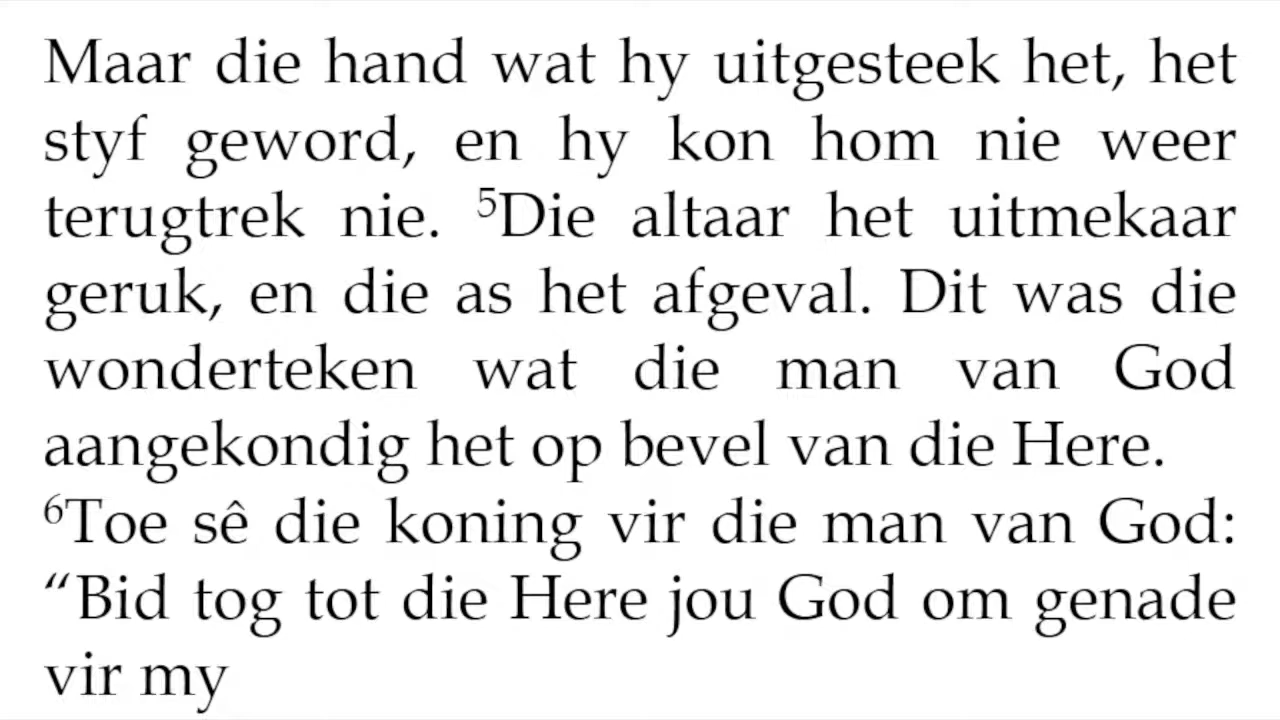 Maar die hand wat hy uitgesteek het, het
styf geword, en hy kon hom nie weer
terugtrek nie. ⁵Die altaar het uitmekaar
geruk, en die as het afgeval. Dit was die
wonderteken wat die man van God
aangekondig het op bevel van die Here.
⁶Toe sê die koning vir die man van God:
“Bid tog tot die Here jou God om genade
vir my